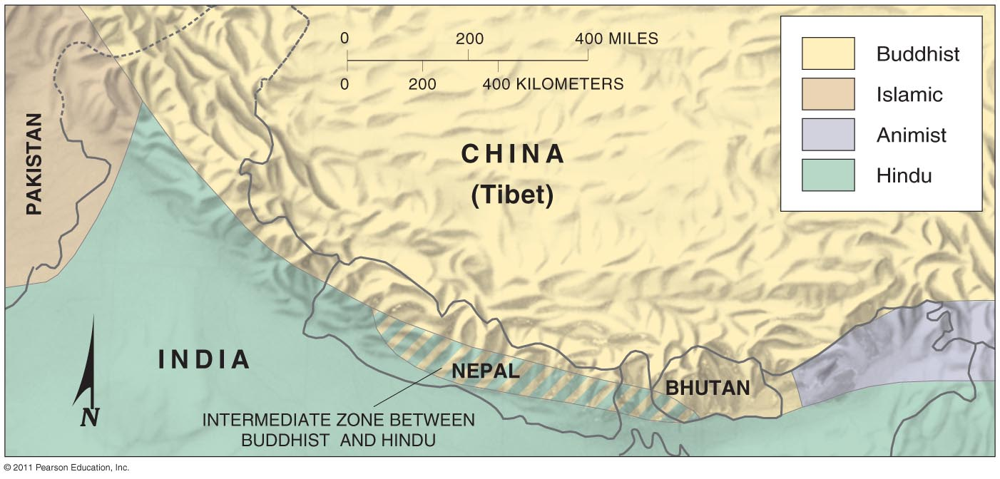 0 200 400 MILES
0 200 400 KILOMETERS
Buddhist
Islamic
Animist
Hindu
PAKISTAN
CHINA
(Tibet)
INDIA
NEPAL
BHUTAN
N
INTERMEDIATE ZONE BETWEEN
BUDDHIST AND HINDU
© 2011 Pearson Education, Inc.